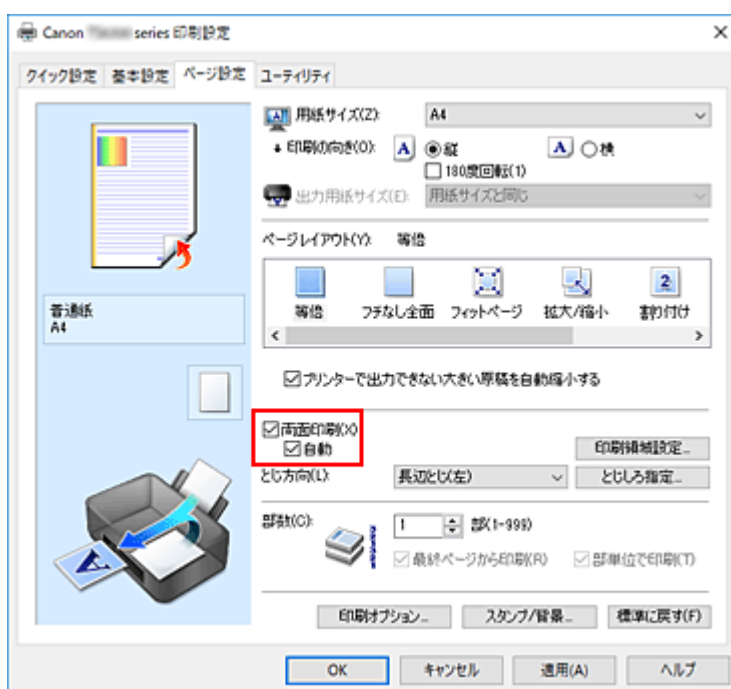 Canon series 印刷設定
クイック設定 基本設定 ページ設定 ユーティリティ
用紙サイズ(Z): A4
印刷の向き(O): A 縦 A 横
180度回転(1)
出力用紙サイズ(E): 用紙サイズと同じ
ページレイアウト(Y): 等倍
2
等倍 フチなし全面 フィットページ 拡大/縮小 割り付け
普通紙
A4
プリンターで出力できない大きい原稿を自動縮小する
両面印刷(X)
自動
印刷領域設定...
とじ方向(L): 長辺とじ(左) とじしろ指定...
部数(C): 1 部(1-999)
最終ページから印刷(R) 部単位で印刷(T)
A
印刷オプション... スタンプ/背景... 標準に戻す(F)
OK キャンセル 適用(A) ヘルプ